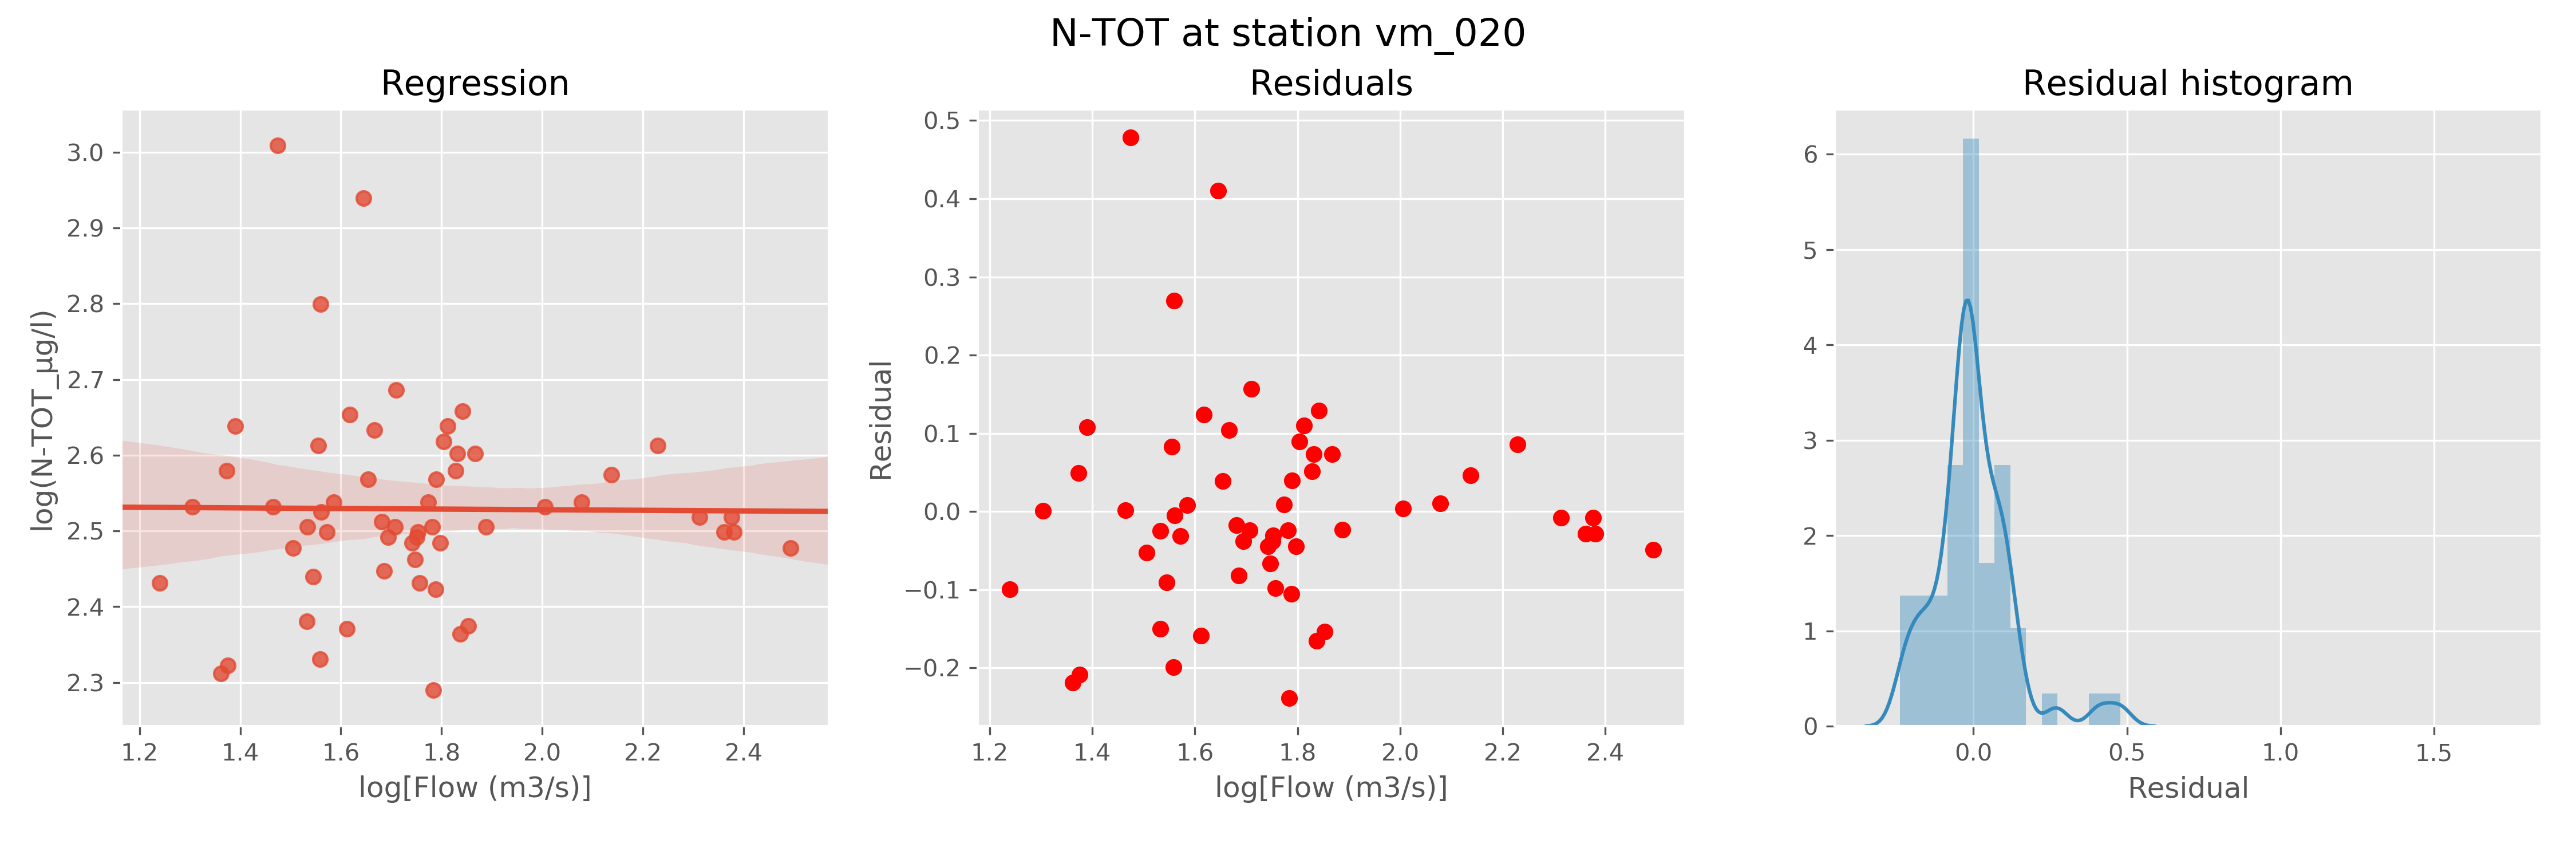 N-TOT at station vm_020
Regression
3.0
2.9
2.8
2.7
2.6
2.5
2.4
2.3
log(N-TOT_µg/l)
1.2 1.4 1.6 1.8 2.0 2.2 2.4
log[Flow (m3/s)]
Residuals
0.5
0.4
0.3
0.2
0.1
0.0
−0.1
−0.2
Residual
1.2 1.4 1.6 1.8 2.0 2.2 2.4
log[Flow (m3/s)]
Residual histogram
6
5
4
3
2
1
0
0.0 0.5 1.0 1.5
Residual